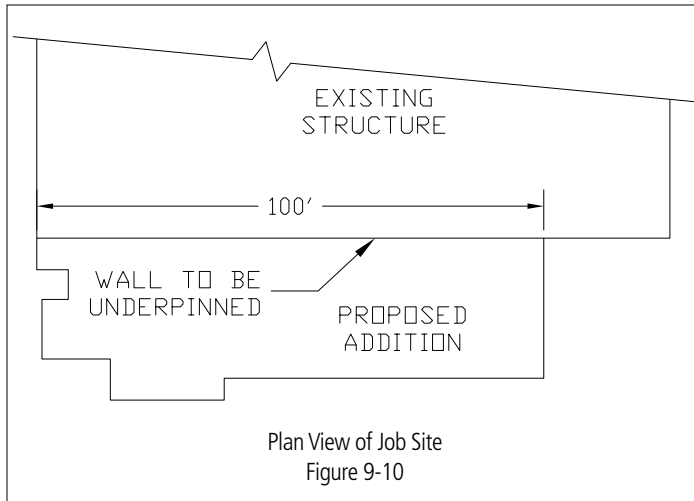 EXISTING
STRUCTURE
100'
WALL TO BE
UNDERPINNED
PROPOSED
ADDITION
Plan View of Job Site
Figure 9-10